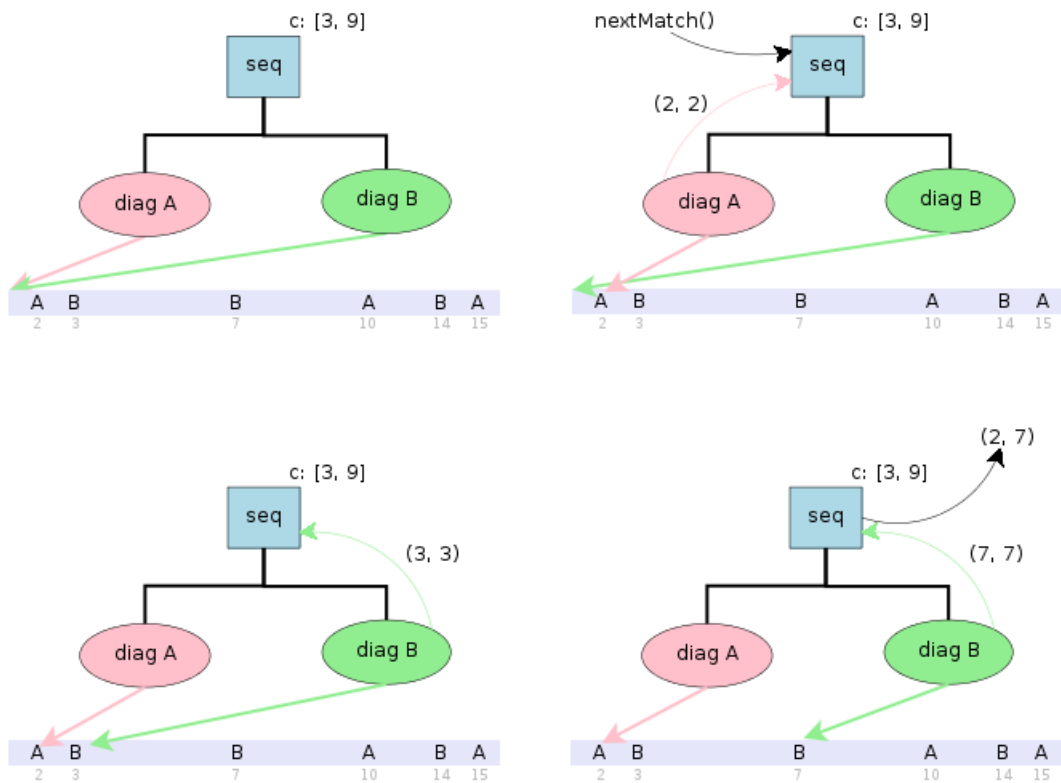 c: [3, 9]
seq
diag A
diag B
A B B A B A
2 3 7 10 14 15
nextMatch()
c: [3, 9]
seq
(2, 2)
diag A
diag B
A B B A B A
2 3 7 10 14 15
c: [3, 9]
seq
(3, 3)
diag A
diag B
A B B A B A
2 3 7 10 14 15
(2, 7)
c: [3, 9]
seq
(7, 7)
diag A
diag B
A B B A B A
2 3 7 10 14 15